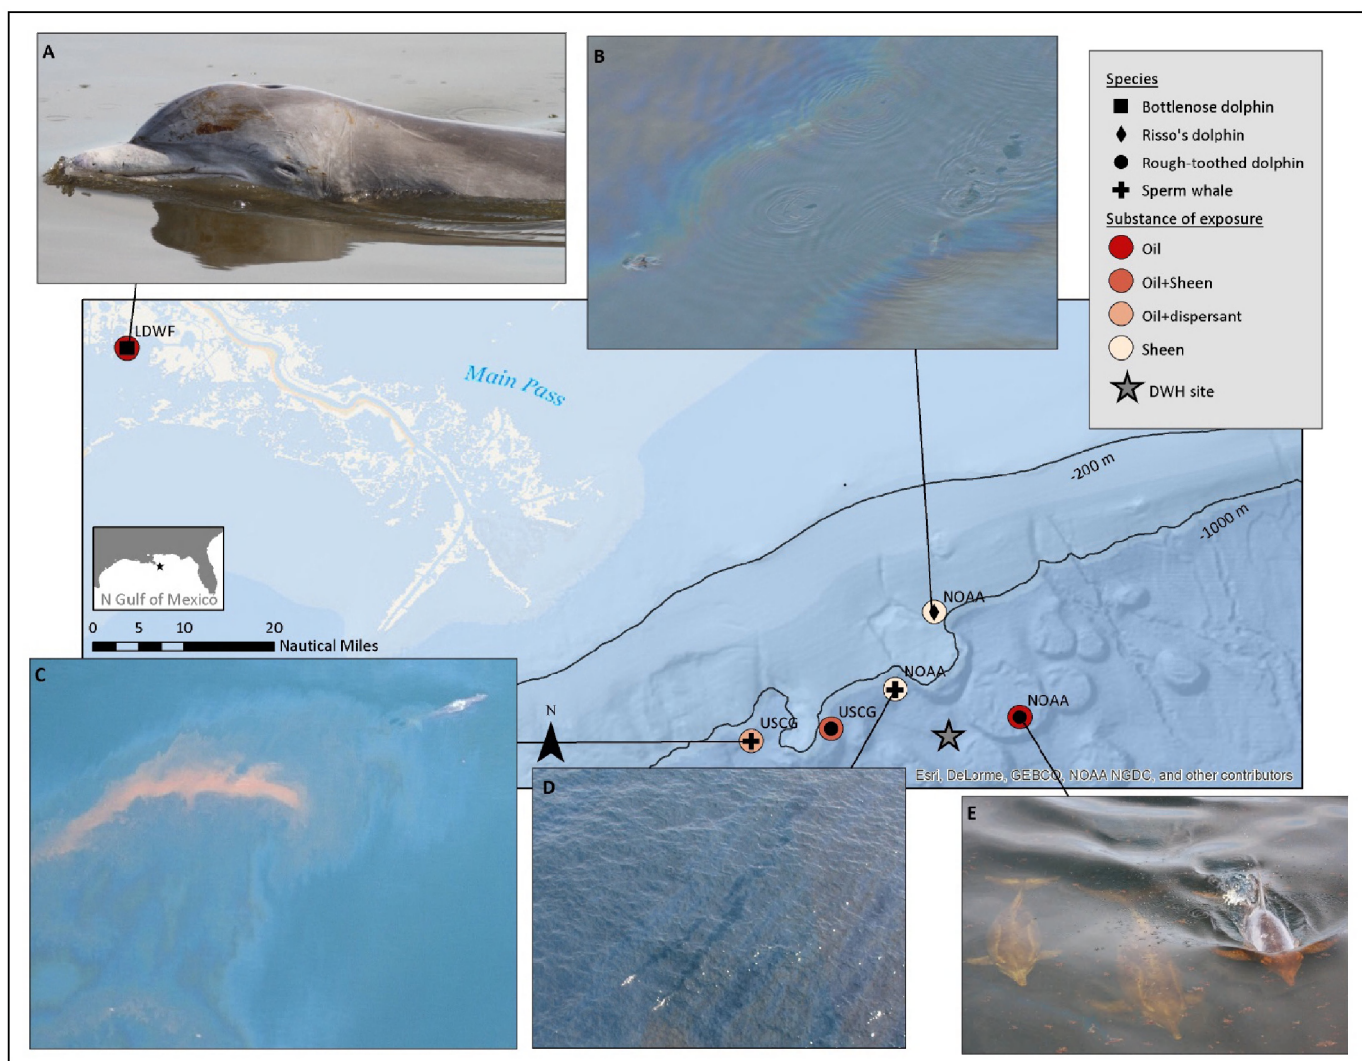 A
B
Species
Bottlenose dolphin
Risso's dolphin
Rough-toothed dolphin
Sperm whale
Substance of exposure
Oil
Oil+Sheen
Oil+dispersant
Sheen
DWH site
LDWF
Main Pass
-200 m
-1000 m
N Gulf of Mexico
0 5 10 20
Nautical Miles
NOAA
C
NOAA
N
USCG
USCG
NOAA
Esri, DeLorme, GEBCO, NOAA NGDC, and other contributors
D
E